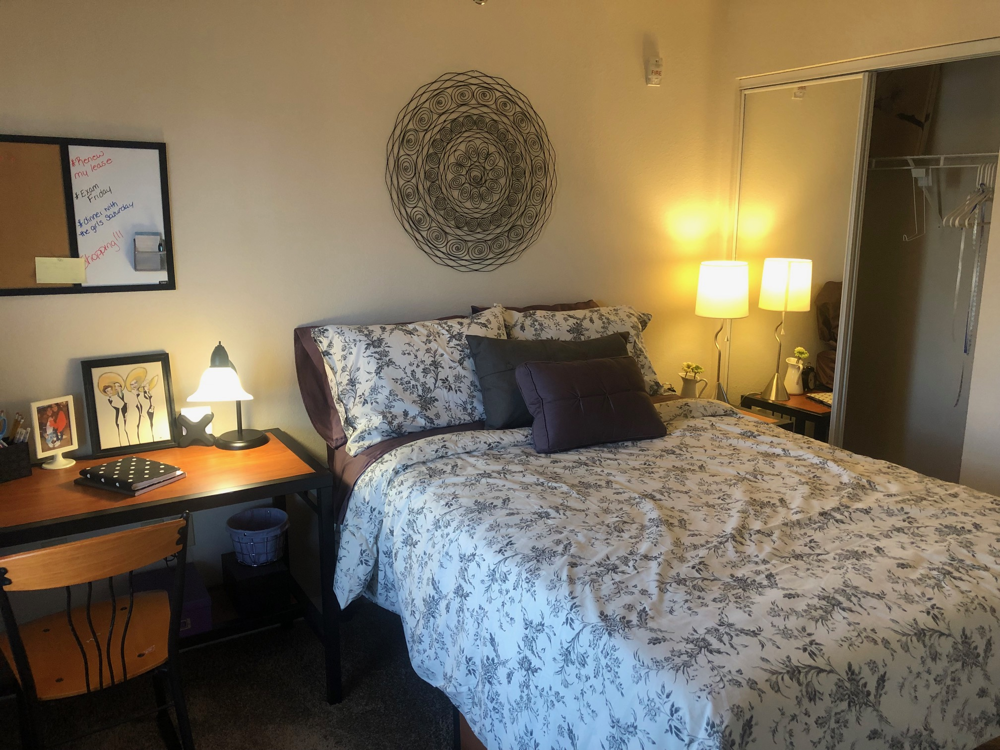 *Renew
my lease
*Exam
Friday
*dinner with
the girls Saturday
Shopping!!!
FIRE